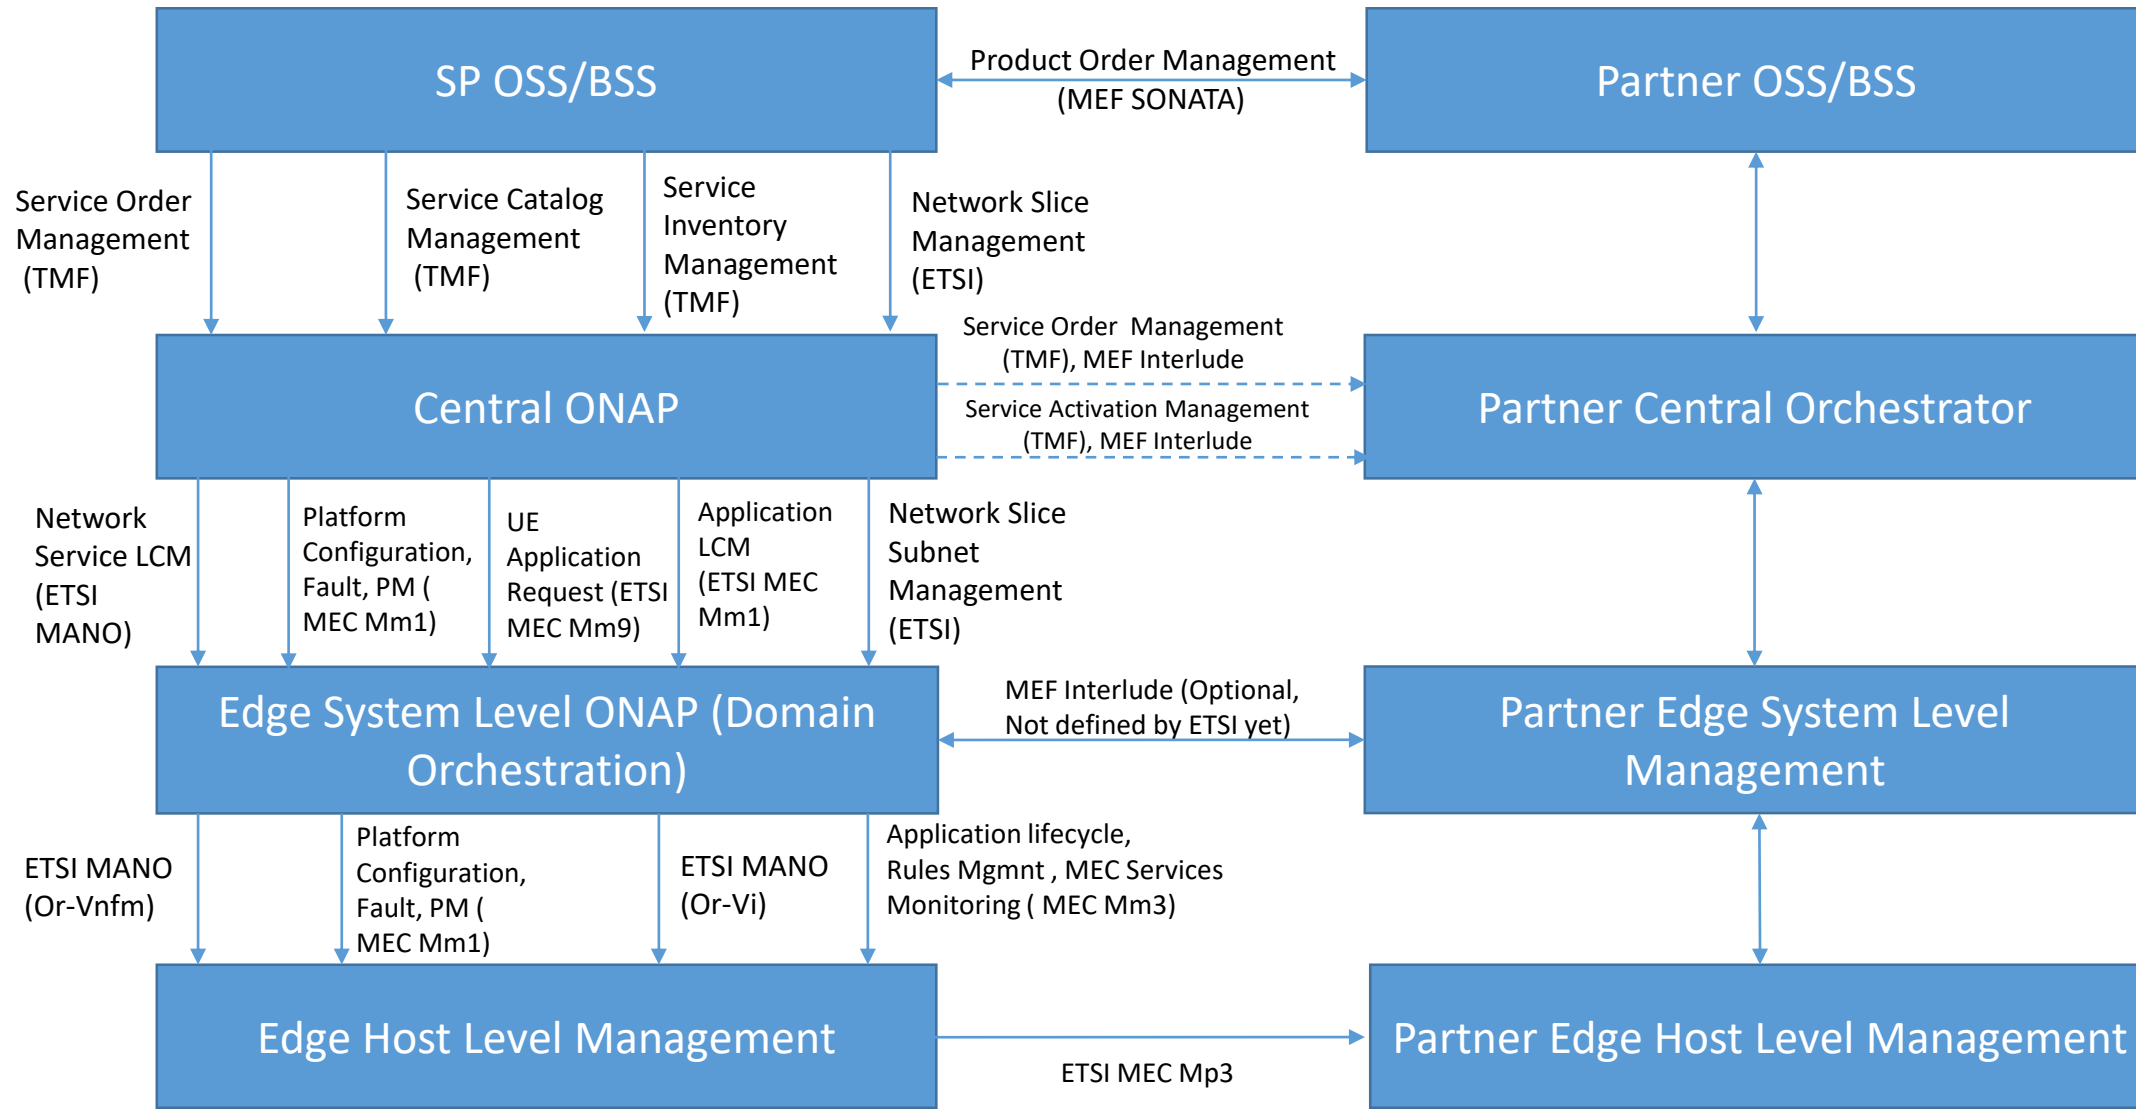 SP OSS/BSS
Product Order Management
(MEF SONATA)
Partner OSS/BSS
Service Order
Management
(TMF)
Service Catalog
Management
(TMF)
Service
Inventory
Management
(TMF)
Network Slice
Management
(ETSI)
Central ONAP
Service Order Management
(TMF), MEF Interlude
Service Activation Management
(TMF), MEF Interlude
Partner Central Orchestrator
Network
Service LCM
(ETSI
MANO)
Platform
Configuration,
Fault, PM (
MEC Mm1)
UE
Application
Request (ETSI
MEC Mm9)
Application
LCM
(ETSI MEC
Mm1)
Network Slice
Subnet
Management
(ETSI)
Edge System Level ONAP (Domain
Orchestration)
MEF Interlude (Optional,
Not defined by ETSI yet)
Partner Edge System Level
Management
ETSI MANO
(Or-Vnfm)
Platform
Configuration,
Fault, PM (
MEC Mm1)
ETSI MANO
(Or-Vi)
Application lifecycle,
Rules Mgmnt , MEC Services
Monitoring ( MEC Mm3)
Edge Host Level Management
ETSI MEC Mp3
Partner Edge Host Level Management